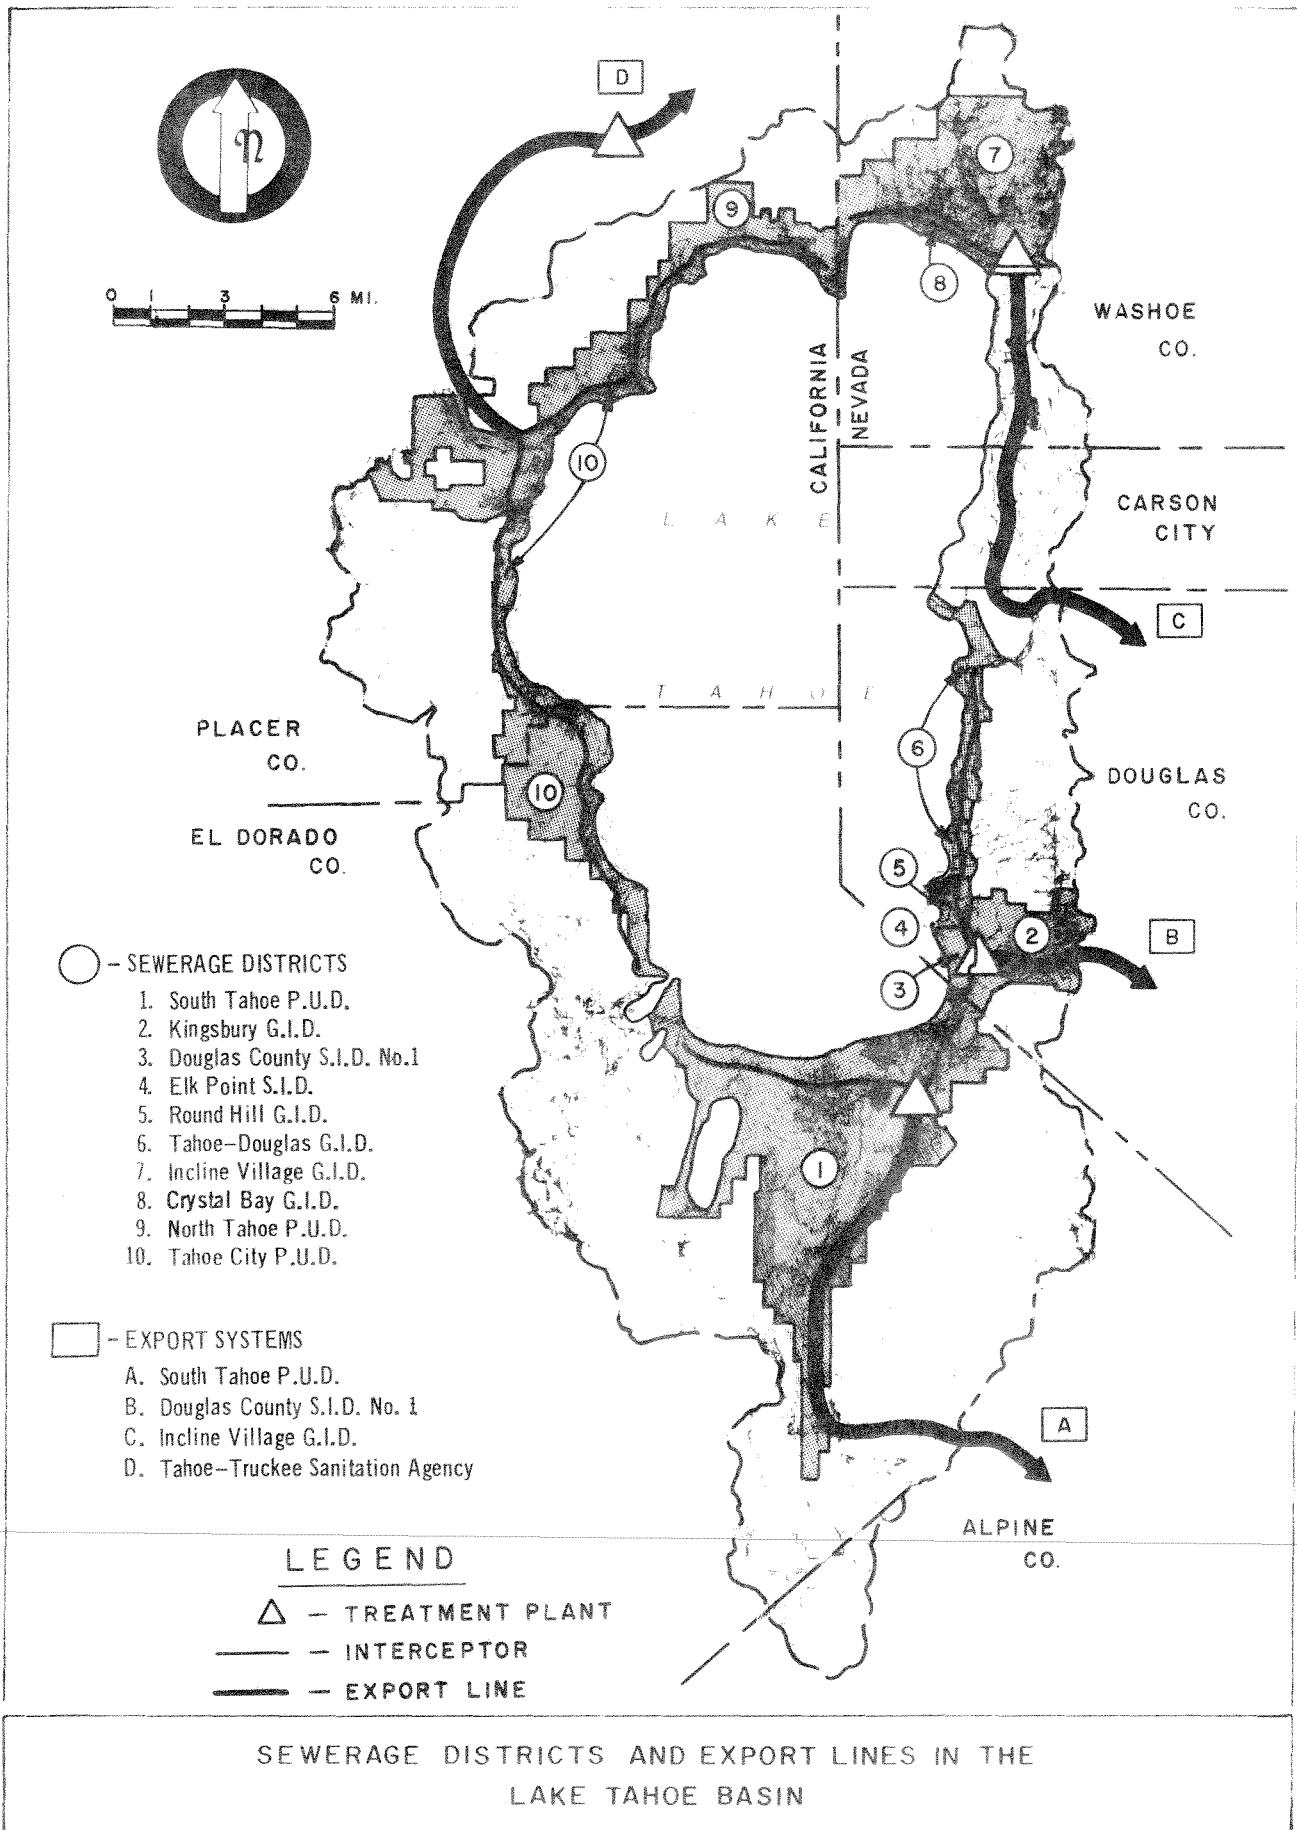 D
N
7
9
8
0 1 3 6 MI.
WASHOE
CO.
CALIFORNIA
NEVADA
10
LAKE
CARSON
CITY
C
TAHOE
PLACER
CO.
6
DOUGLAS
CO.
10
EL DORADO
CO.
5
4
2
B
3
- SEWERAGE DISTRICTS
1. South Tahoe P.U.D.
2. Kingsbury G.I.D.
3. Douglas County S.I.D. No.1
4. Elk Point S.I.D.
5. Round Hill G.I.D.
6. Tahoe-Douglas G.I.D.
7. Incline Village G.I.D.
8. Crystal Bay G.I.D.
9. North Tahoe P.U.D.
10. Tahoe City P.U.D.
1
- EXPORT SYSTEMS
A. South Tahoe P.U.D.
B. Douglas County S.I.D. No. 1
C. Incline Village G.I.D.
D. Tahoe-Truckee Sanitation Agency
A
ALPINE
CO.
LEGEND
- TREATMENT PLANT
- INTERCEPTOR
- EXPORT LINE
SEWERAGE DISTRICTS AND EXPORT LINES IN THE
LAKE TAHOE BASIN